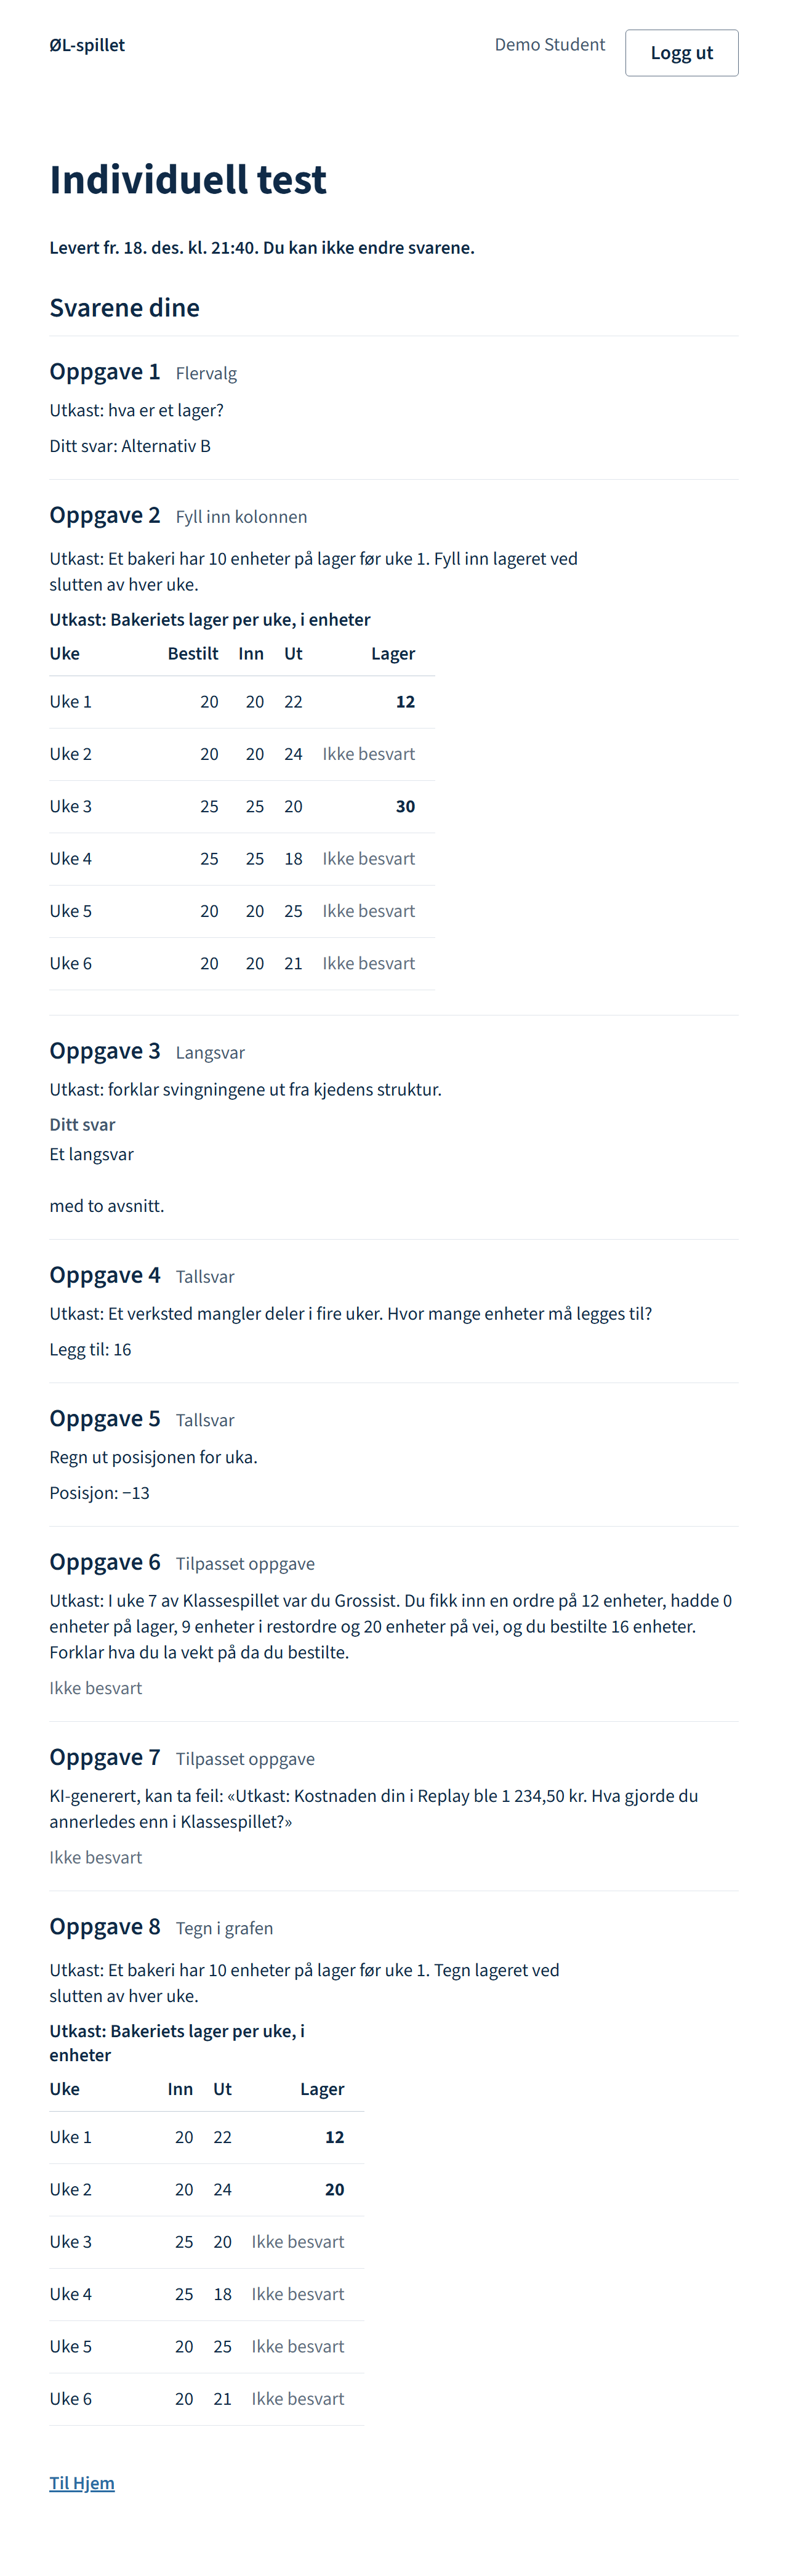 ØL-spillet
Demo Student
Logg ut
Individuell test
Levert fr. 18. des. kl. 21:40. Du kan ikke endre svarene.
Svarene dine
Oppgave 1 Flervalg
Utkast: hva er et lager?
Ditt svar: Alternativ B
Oppgave 2 Fyll inn kolonnen
Utkast: Et bakeri har 10 enheter på lager før uke 1. Fyll inn lageret ved
slutten av hver uke.
Utkast: Bakeriets lager per uke, i enheter
Uke Bestilt Inn Ut Lager
Uke 1 20 20 22 12
Uke 2 20 20 24 Ikke besvart
Uke 3 25 25 20 30
Uke 4 25 25 18 Ikke besvart
Uke 5 20 20 25 Ikke besvart
Uke 6 20 20 21 Ikke besvart
Oppgave 3 Langsvar
Utkast: forklar svingningene ut fra kjedens struktur.
Ditt svar
Et langsvar
med to avsnitt.
Oppgave 4 Tallsvar
Utkast: Et verksted mangler deler i fire uker. Hvor mange enheter må legges til?
Legg til: 16
Oppgave 5 Tallsvar
Regn ut posisjonen for uka.
Posisjon: −13
Oppgave 6 Tilpasset oppgave
Utkast: I uke 7 av Klassespillet var du Grossist. Du fikk inn en ordre på 12 enheter, hadde 0
enheter på lager, 9 enheter i restordre og 20 enheter på vei, og du bestilte 16 enheter.
Forklar hva du la vekt på da du bestilte.
Ikke besvart
Oppgave 7 Tilpasset oppgave
KI-generert, kan ta feil: «Utkast: Kostnaden din i Replay ble 1 234,50 kr. Hva gjorde du
annerledes enn i Klassespillet?»
Ikke besvart
Oppgave 8 Tegn i grafen
Utkast: Et bakeri har 10 enheter på lager før uke 1. Tegn lageret ved
slutten av hver uke.
Utkast: Bakeriets lager per uke, i
enheter
Uke Inn Ut Lager
Uke 1 20 22 12
Uke 2 20 24 20
Uke 3 25 20 Ikke besvart
Uke 4 25 18 Ikke besvart
Uke 5 20 25 Ikke besvart
Uke 6 20 21 Ikke besvart
Til Hjem